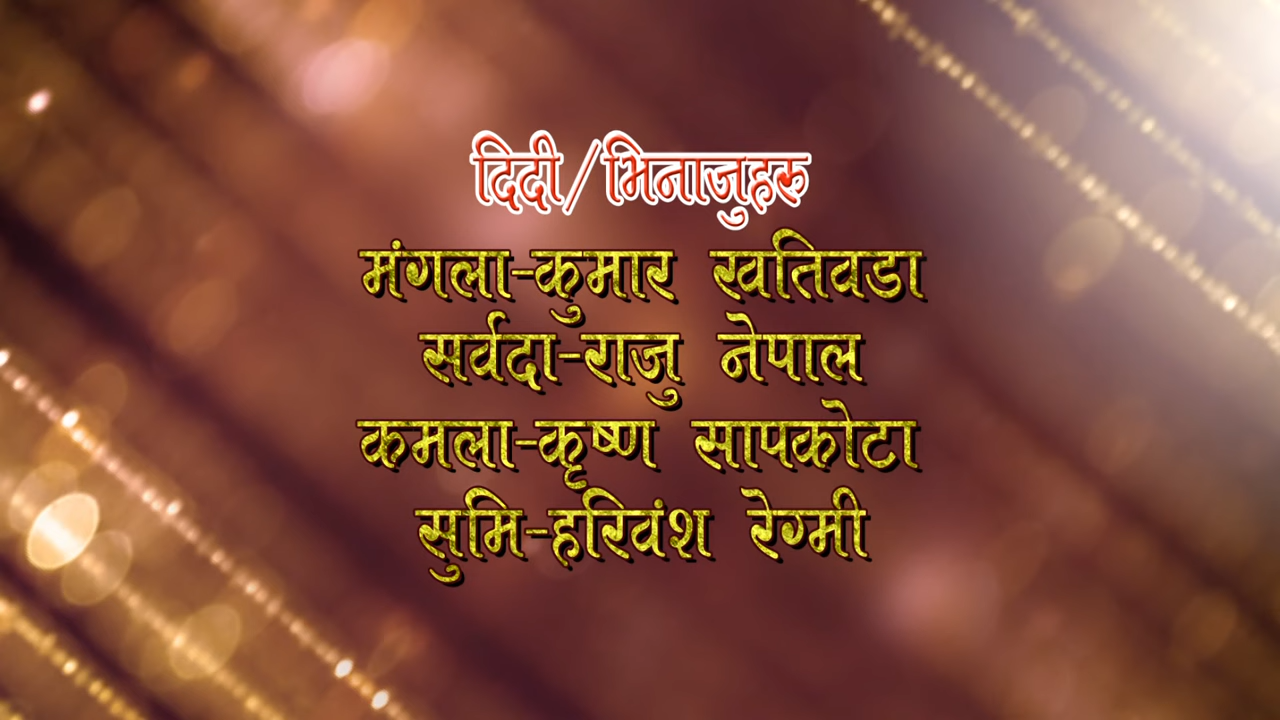 दिदी/भिनाजुहरु
मंगला-कुमार खतिवडा
सर्वदा-राजु नेपाल
कमला-कृष्ण सापकोटा
सुमि-हरिवंश रेग्मी